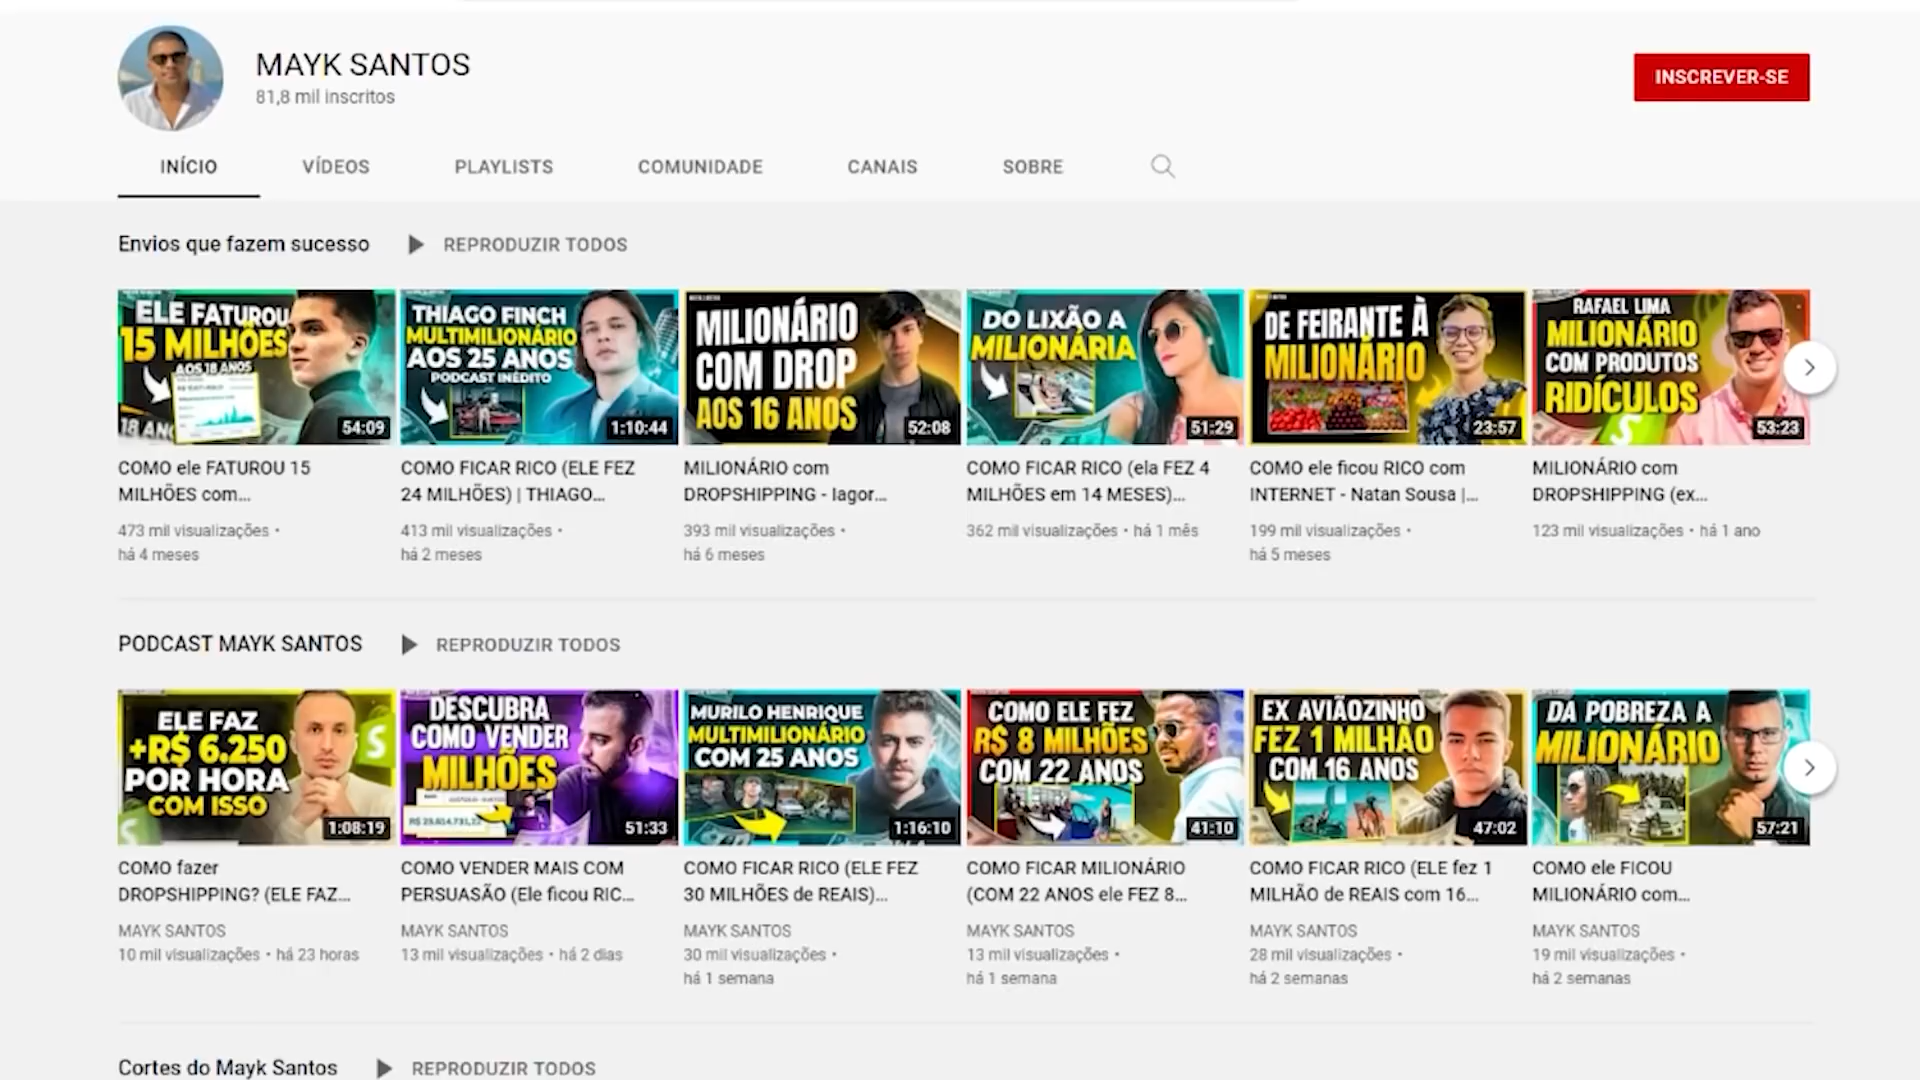 MAYK SANTOS
81,8 mil inscritos
INSCREVER-SE
INÍCIO
VÍDEOS
PLAYLISTS
COMUNIDADE
CANAIS
SOBRE
Envios que fazem sucesso
REPRODUZIR TODOS
ELE FATUROU
15 MILHÕES
AOS 18 ANOS
18 AN
54:09
THIAGO FINCH
MULTIMILIONÁRIO
AOS 25 ANOS
PODCAST INÉDITO
1:10:44
MILIONÁRIO
COM DROP
AOS 16 ANOS
52:08
DO LIXÃO A
MILIONÁRIA
51:29
DE FEIRANTE À
MILIONÁRIO
23:57
RAFAEL LIMA
MILIONÁRIO
COM PRODUTOS
RIDÍCULOS
53:23
COMO ele FATUROU 15
MILHÕES com...
473 mil visualizações •
há 4 meses
COMO FICAR RICO (ELE FEZ
24 MILHÕES) | THIAGO...
413 mil visualizações •
há 2 meses
MILIONÁRIO com
DROPSHIPPING - Iagor...
393 mil visualizações •
há 6 meses
COMO FICAR RICO (ela FEZ 4
MILHÕES em 14 MESES)...
362 mil visualizações • há 1 mês
COMO ele ficou RICO com
INTERNET - Natan Sousa |...
199 mil visualizações •
há 5 meses
MILIONÁRIO com
DROPSHIPPING (ex...
123 mil visualizações • há 1 ano
PODCAST MAYK SANTOS
REPRODUZIR TODOS
ELE FAZ
+R$ 6.250
POR HORA
COM ISSO
1:08:19
DESCUBRA
COMO VENDER
MILHÕES
51:33
MURILO HENRIQUE
MULTIMILIONÁRIO
COM 25 ANOS
1:16:10
COMO ELE FEZ
R$ 8 MILHÕES
COM 22 ANOS
41:10
EX AVIÃOZINHO
FEZ 1 MILHÃO
COM 16 ANOS
47:02
DA POBREZA A
MILIONÁRIO
57:21
COMO fazer
DROPSHIPPING? (ELE FAZ...
MAYK SANTOS
10 mil visualizações • há 23 horas
COMO VENDER MAIS COM
PERSUASÃO (Ele ficou RIC...
MAYK SANTOS
13 mil visualizações • há 2 dias
COMO FICAR RICO (ELE FEZ
30 MILHÕES de REAIS)...
MAYK SANTOS
30 mil visualizações •
há 1 semana
COMO FICAR MILIONÁRIO
(COM 22 ANOS ele FEZ 8...
MAYK SANTOS
13 mil visualizações •
há 1 semana
COMO FICAR RICO (ELE fez 1
MILHÃO de REAIS com 16...
MAYK SANTOS
28 mil visualizações •
há 2 semanas
COMO ele FICOU
MILIONÁRIO com...
MAYK SANTOS
19 mil visualizações •
há 2 semanas
Cortes do Mayk Santos
REPRODUZIR TODOS